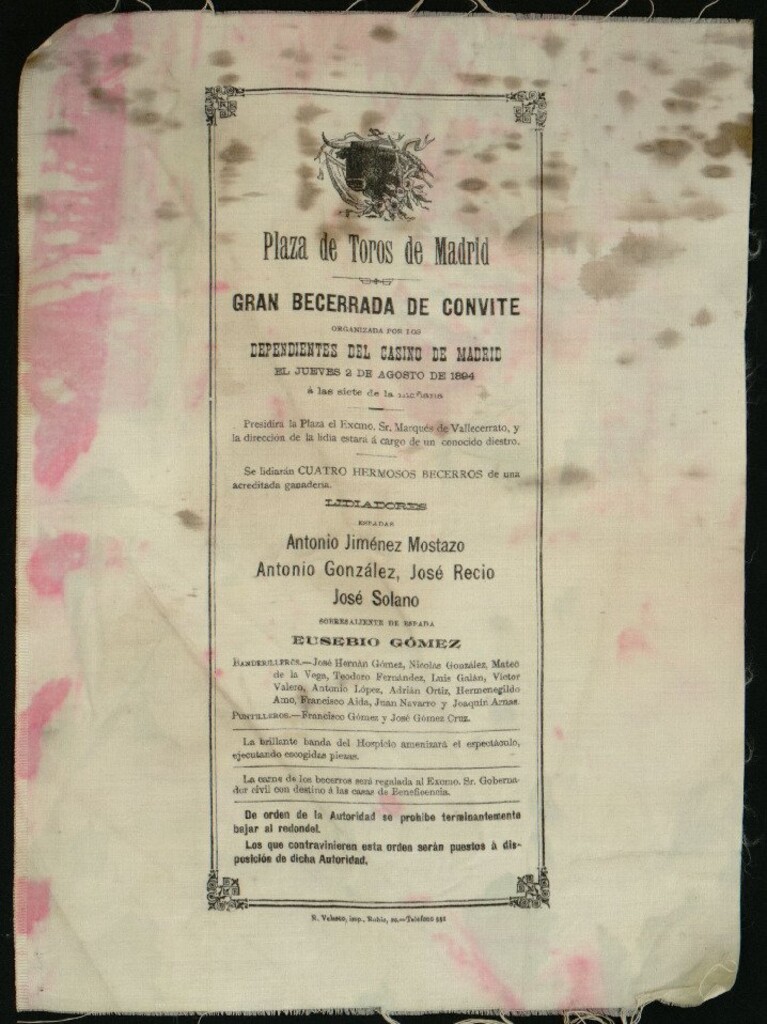 Plaza de Toros de Madrid
GRAN BECERRADA DE CONVITE
ORGANIZADA POR LOS
DEPENDIENTES DEL CASINO DE MADRID
EL JUEVES 2 DE AGOSTO DE 1894
á las siete de la mañana
Presidirá la Plaza el Excmo. Sr. Marqués de Vallecerrato, y
la dirección de la lidia estará á cargo de un conocido diestro.
Se lidiarán CUATRO HERMOSOS BECERROS de una
acreditada ganadería.
LIDIADORES
ESPADAS
Antonio Jiménez Mostazo
Antonio González, José Recio
José Solano
SOBRESALIENTE DE ESPADA
EUSEBIO GÓMEZ
BANDERILLEROS.—José Hernán Gómez, Nicolás González, Mateo
de la Vega, Teodoro Fernández, Luis Galán, Víctor
Valero, Antonio López, Adrián Ortiz, Hermenegildo
Amo, Francisco Aida, Juan Navarro y Joaquín Arnas.
PUNTILLEROS.—Francisco Gómez y José Gómez Cruz.
La brillante banda del Hospicio amenizará el espectáculo,
ejecutando escogidas piezas.
La carne de los becerros será regalada al Excmo. Sr. Goberna-
dor civil con destino á las casas de Beneficencia.
De orden de la Autoridad se prohibe terminantemente
bajar al redondel.
Los que contravinieren esta orden serán puestos á dis-
posición de dicha Autoridad.
R. Velasco, imp., Rubio, 20.—Teléfono 551